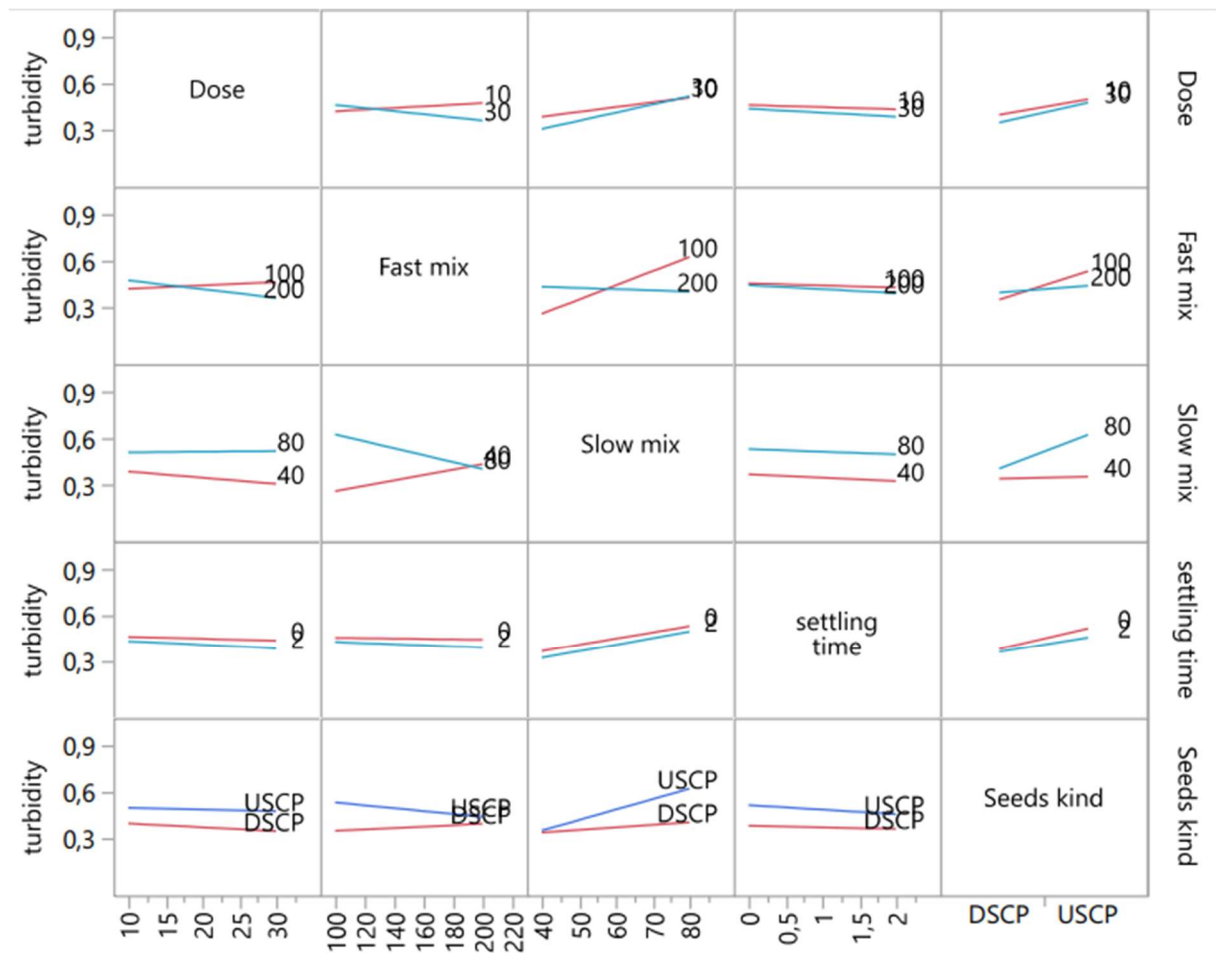 0,9
0,6
0,3
turbidity
Dose
10
30
30
10
10
30
10
30
Dose
0,9
0,6
0,3
turbidity
100
200
Fast mix
100
200
100
200
100
200
Fast mix
0,9
0,6
0,3
turbidity
80
40
40
80
Slow mix
80
40
80
40
Slow mix
0,9
0,6
0,3
turbidity
0
2
0
2
0
2
settling
time
0
2
settling time
0,9
0,6
0,3
turbidity
USCP
DSCP
USCP
DSCP
USCP
DSCP
USCP
DSCP
Seeds kind
Seeds kind
10 15 20 25 30
100 120 140 160 180 200 220
40 50 60 70 80
0 0,5 1 1,5 2
DSCP USCP